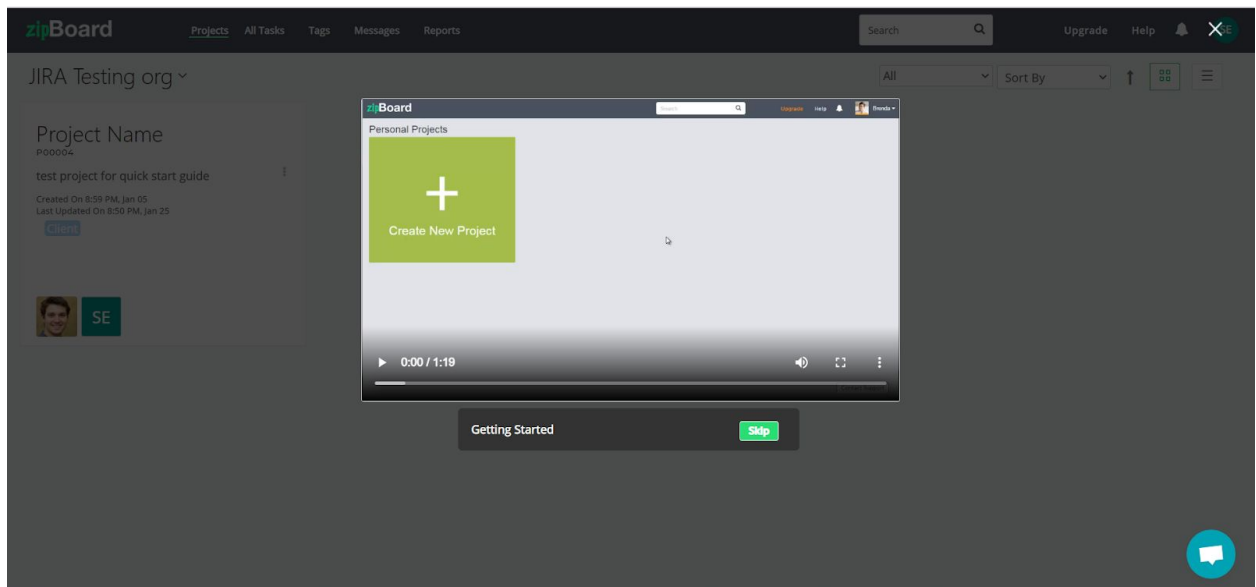 zipBoard Projects All Tasks Tags Messages Reports Search Upgrade Help SE
JIRA Testing org All Sort By
Project Name
P00004
test project for quick start guide
Created On 8:59 PM, Jan 05
Last Updated On 8:50 PM, Jan 25
Client
SE
zipBoard Search Upgrade Help Brenda
Personal Projects
Create New Project
0:00 / 1:19
Getting Started Skip